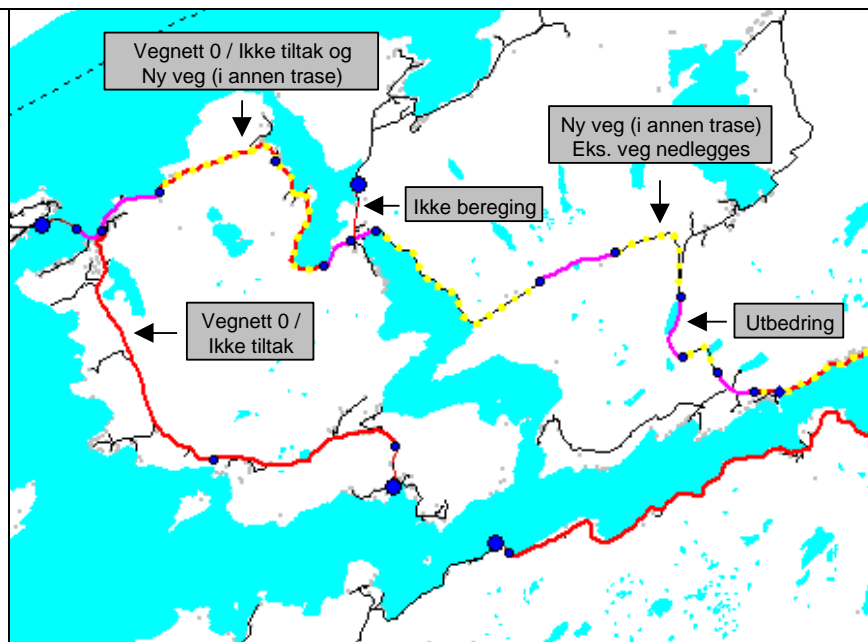 Vegnett 0 / Ikke tiltak og
Ny veg (i annen trase)
Ny veg (i annen trase)
Eks. veg nedlegges
Ikke bereging
Vegnett 0 /
Ikke tiltak
Utbedring